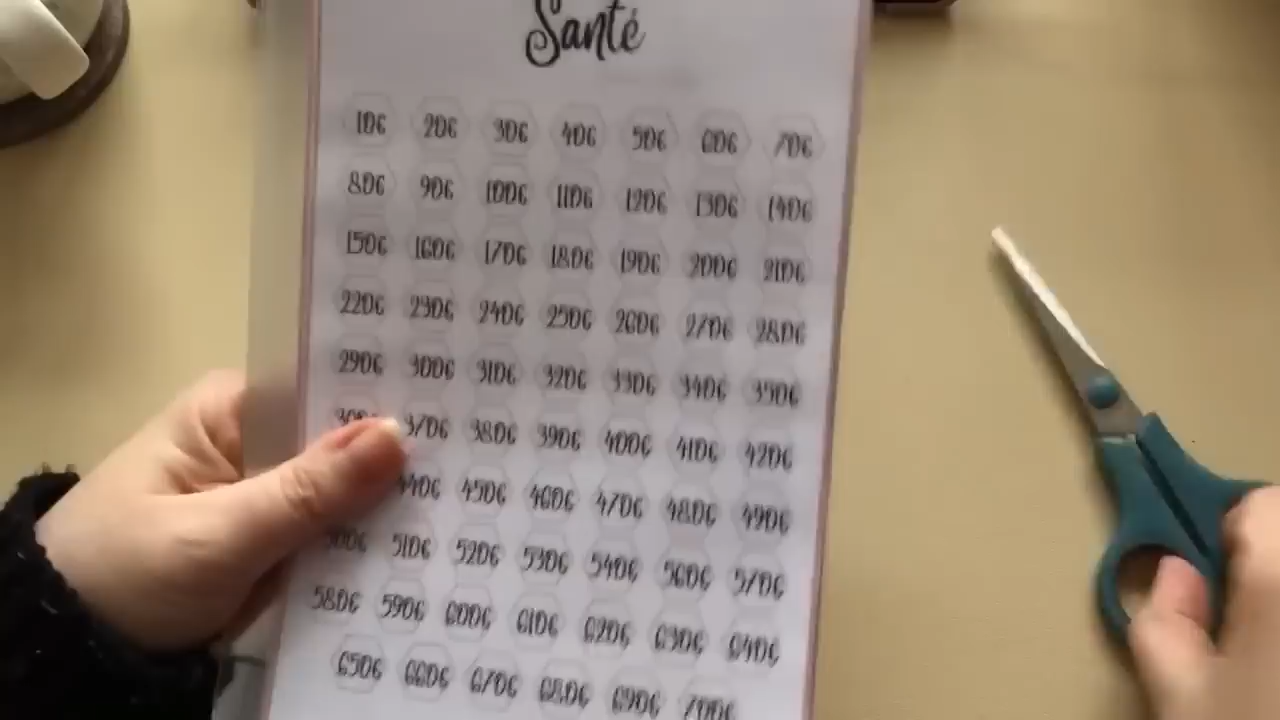 Santé
10€ 20€ 30€ 40€ 50€ 60€ 70€
80€ 90€ 100€ 110€ 120€ 130€ 140€
150€ 160€ 170€ 180€ 190€ 200€ 210€
220€ 230€ 240€ 250€ 260€ 270€ 280€
290€ 300€ 310€ 320€ 330€ 340€ 350€
370€ 380€ 390€ 400€ 410€ 420€
440€ 450€ 460€ 470€ 480€ 490€
510€ 520€ 530€ 540€ 560€ 570€
580€ 590€ 600€ 610€ 620€ 630€ 640€
650€ 660€ 670€ 680€ 690€ 700€